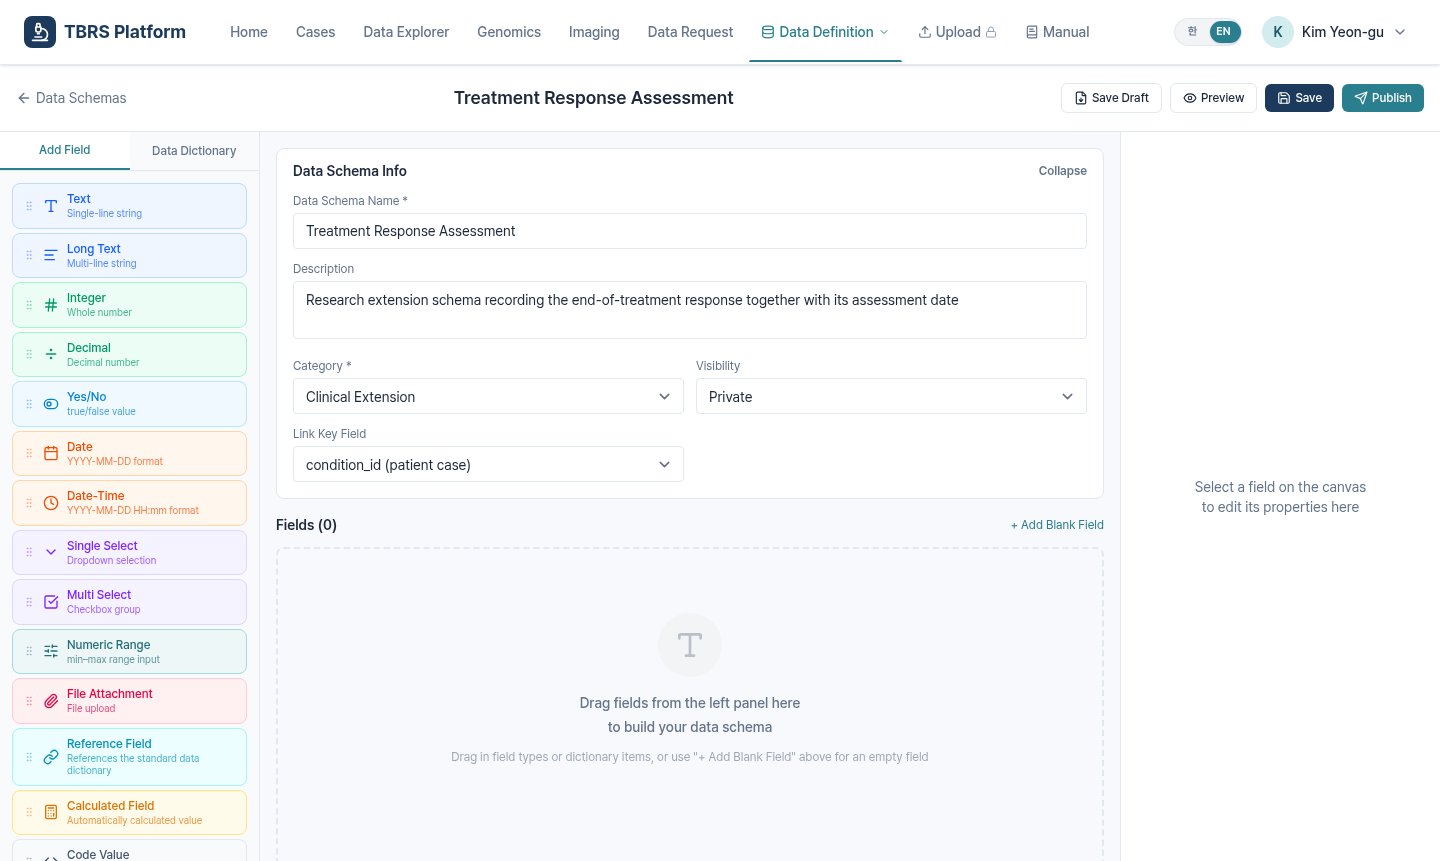 TBRS Platform
Home
Cases
Data Explorer
Genomics
Imaging
Data Request
Data Definition
Upload
Manual
한
EN
K
Kim Yeon-gu
Data Schemas
Treatment Response Assessment
Save Draft
Preview
Save
Publish
Add Field
Data Dictionary
Text
Single-line string
Long Text
Multi-line string
Integer
Whole number
Decimal
Decimal number
Yes/No
true/false value
Date
YYYY-MM-DD format
Date-Time
YYYY-MM-DD HH:mm format
Single Select
Dropdown selection
Multi Select
Checkbox group
Numeric Range
min–max range input
File Attachment
File upload
Reference Field
References the standard data
dictionary
Calculated Field
Automatically calculated value
Code Value
Data Schema Info
Collapse
Data Schema Name *
Treatment Response Assessment
Description
Research extension schema recording the end-of-treatment response together with its assessment date
Category *
Visibility
Clinical Extension
Private
Link Key Field
condition_id (patient case)
Fields (0)
+ Add Blank Field
Drag fields from the left panel here
to build your data schema
Drag in field types or dictionary items, or use "+ Add Blank Field" above for an empty field
Select a field on the canvas
to edit its properties here